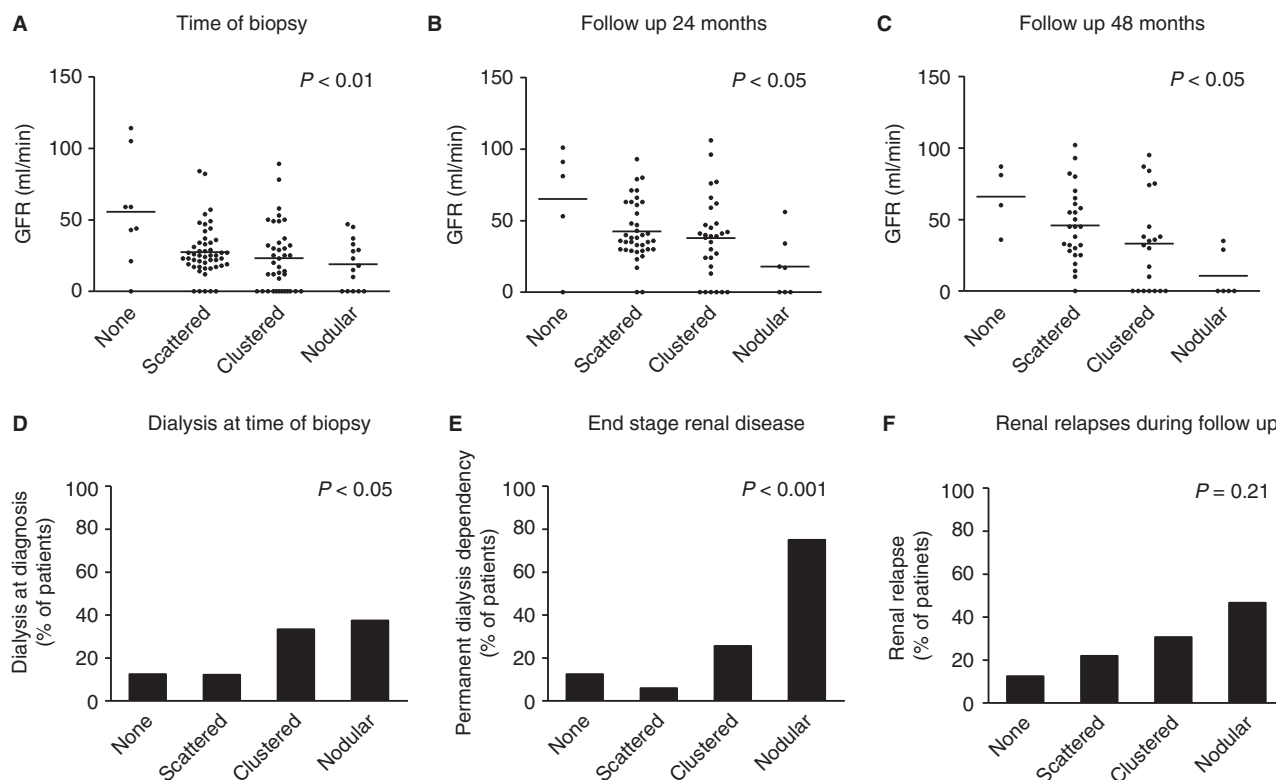 A Time of biopsy
GFR (ml/min)
150
100
50
0
P < 0.01
None
Scattered
Clustered
Nodular
B Follow up 24 months
GFR (ml/min)
150
100
50
0
P < 0.05
None
Scattered
Clustered
Nodular
C Follow up 48 months
GFR (ml/min)
150
100
50
0
P < 0.05
None
Scattered
Clustered
Nodular
D Dialysis at time of biopsy
Dialysis at diagnosis
(% of patients)
100
80
60
40
20
0
P < 0.05
None
Scattered
Clustered
Nodular
E End stage renal disease
Permanent dialysis dependency
(% of patients)
100
80
60
40
20
0
P < 0.001
None
Scattered
Clustered
Nodular
F Renal relapses during follow up
Renal relapse
(% of patinets)
100
80
60
40
20
0
P = 0.21
None
Scattered
Clustered
Nodular